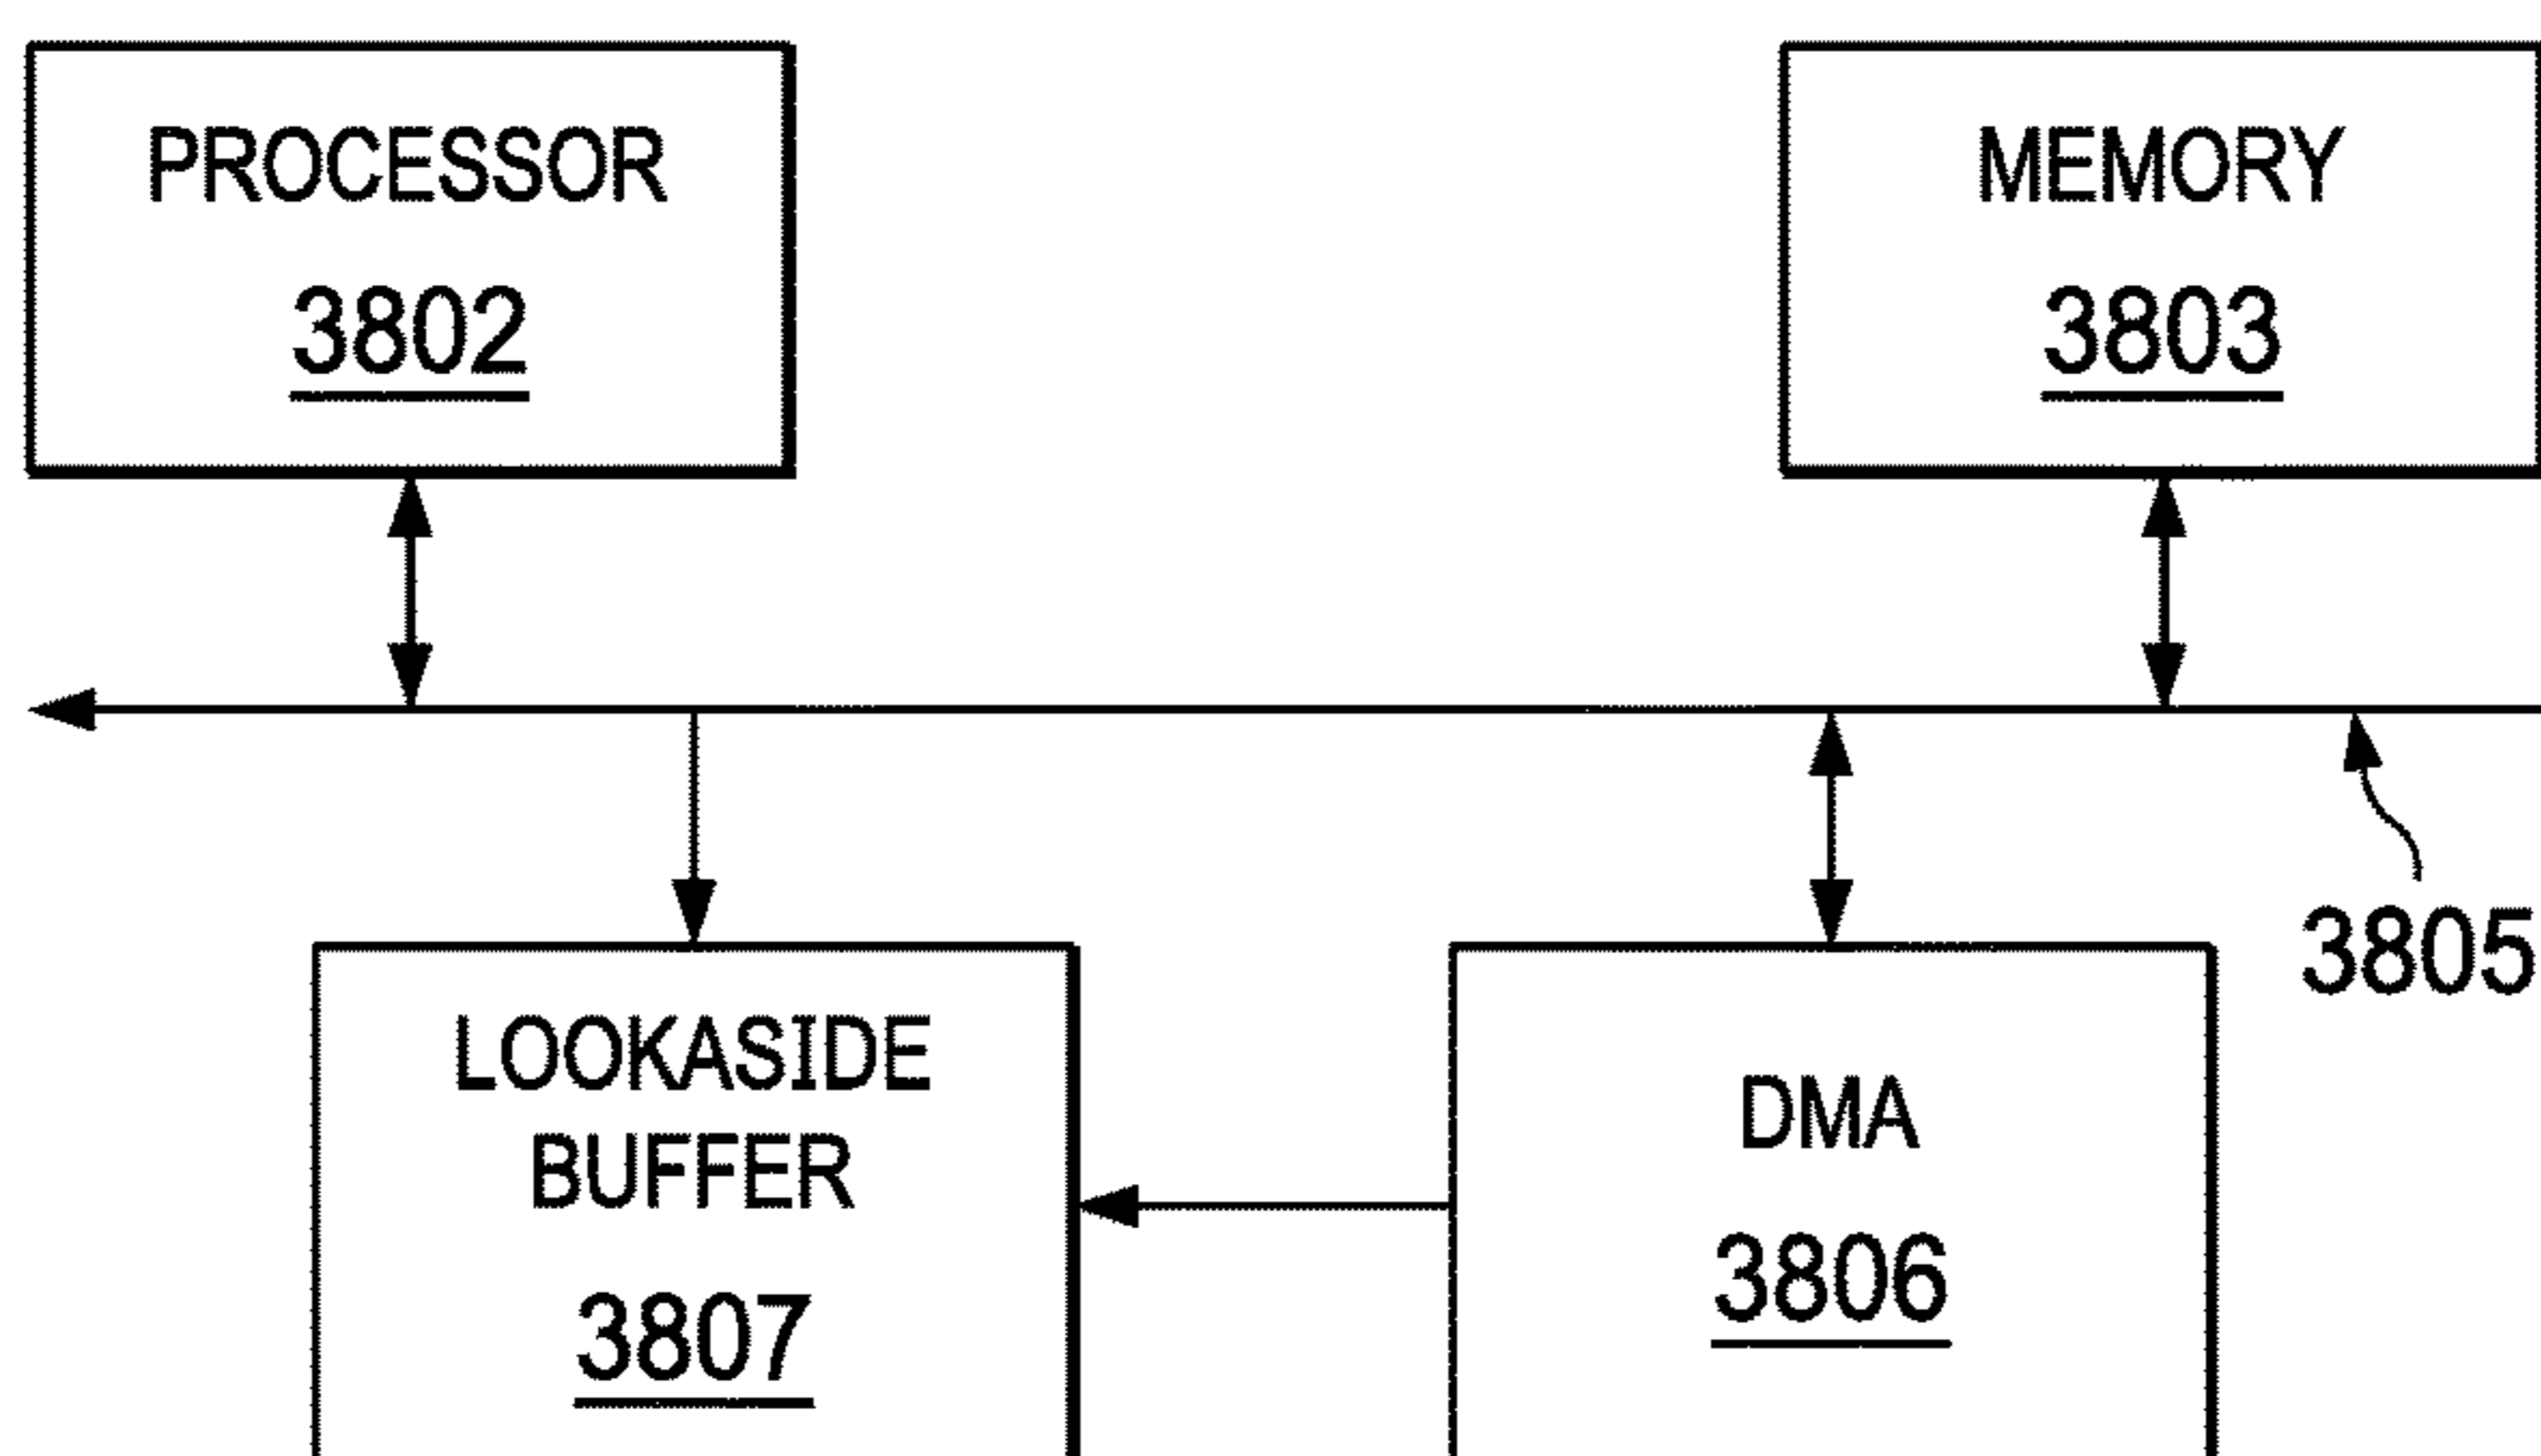 PROCESSOR
3802
MEMORY
3803
3805
LOOKASIDE
BUFFER
3807
DMA
3806